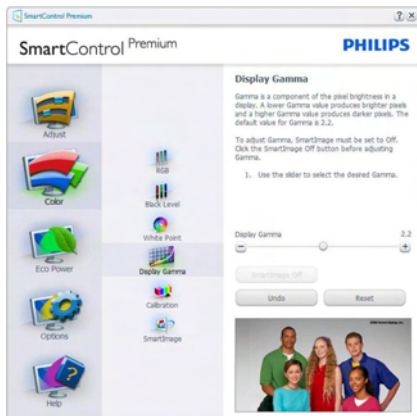 SmartControl Premium
SmartControl Premium
PHILIPS
Adjust
Color
Eco Power
Options
Help
RGB
Black Level
White Point
Display Gamma
Calibration
SmartImage
Display Gamma
Gamma is a component of the pixel brightness in a
display. A lower Gamma value produces brighter pixels
and a higher Gamma value produces darker pixels. The
default value for Gamma is 2.2.
To adjust Gamma, SmartImage must be set to Off.
Click the SmartImage Off button before adjusting
Gamma.
1. Use the slider to select the desired Gamma.
Display Gamma 2.2
SmartImage Off
Undo Reset